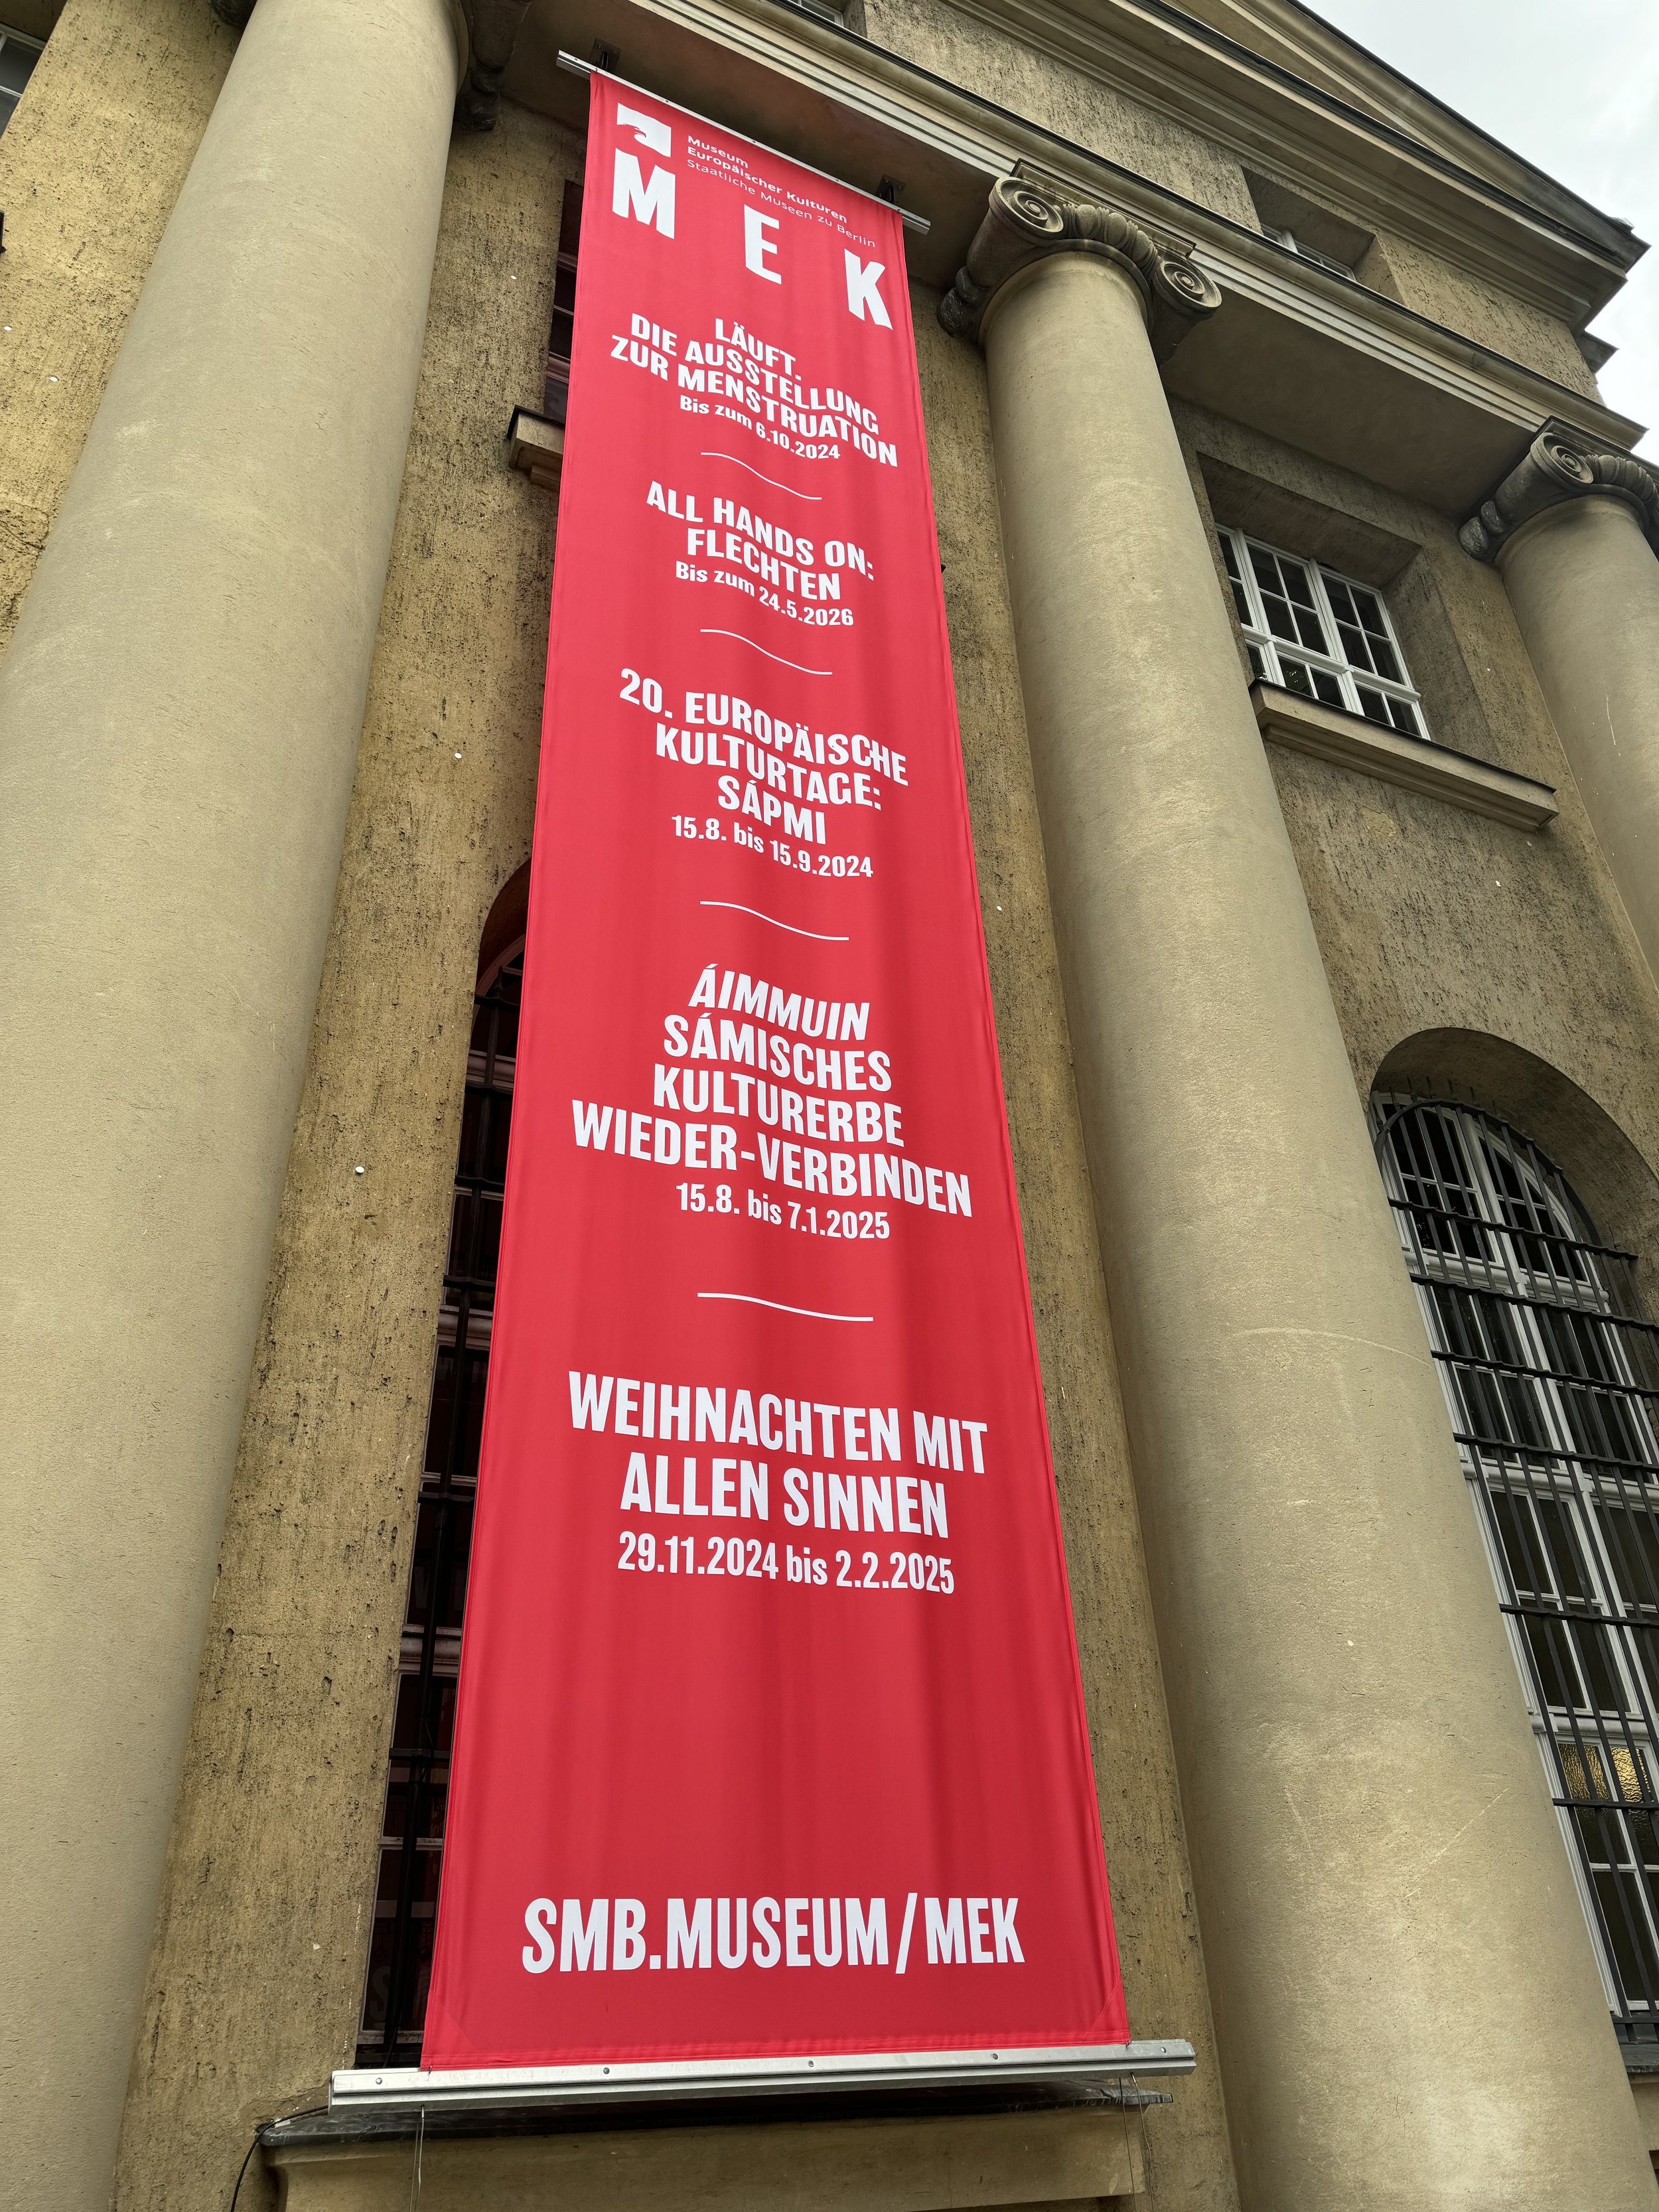 Museum
Europäischer Kulturen
Staatliche Museen zu Berlin
M E K
LÄUFT.
DIE AUSSTELLUNG
ZUR MENSTRUATION
Bis zum 6.10.2024
ALL HANDS ON:
FLECHTEN
Bis zum 24.5.2026
20. EUROPÄISCHE
KULTURTAGE:
SÁPMI
15.8. bis 15.9.2024
ÁIMMUIN
SÁMISCHES
KULTURERBE
WIEDER-VERBINDEN
15.8. bis 7.1.2025
WEIHNACHTEN MIT
ALLEN SINNEN
29.11.2024 bis 2.2.2025
SMB.MUSEUM/MEK